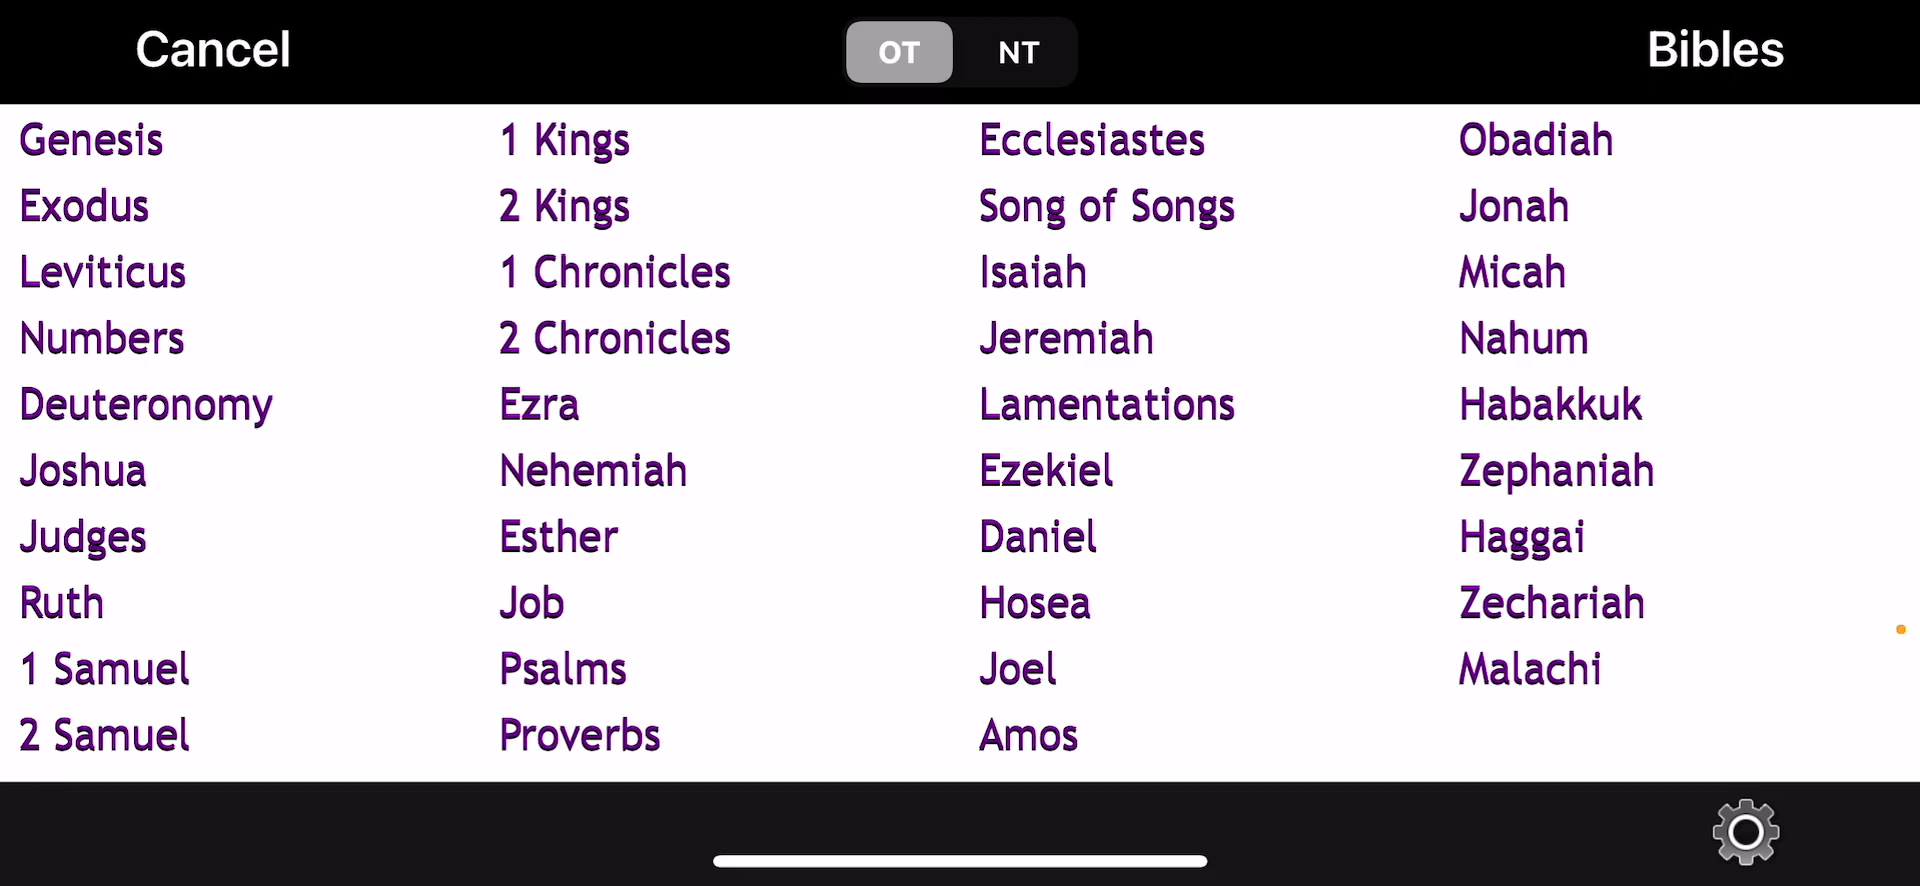 Cancel
OT
NT
Bibles
Genesis
Exodus
Leviticus
Numbers
Deuteronomy
Joshua
Judges
Ruth
1 Samuel
2 Samuel
1 Kings
2 Kings
1 Chronicles
2 Chronicles
Ezra
Nehemiah
Esther
Job
Psalms
Proverbs
Ecclesiastes
Song of Songs
Isaiah
Jeremiah
Lamentations
Ezekiel
Daniel
Hosea
Joel
Amos
Obadiah
Jonah
Micah
Nahum
Habakkuk
Zephaniah
Haggai
Zechariah
Malachi